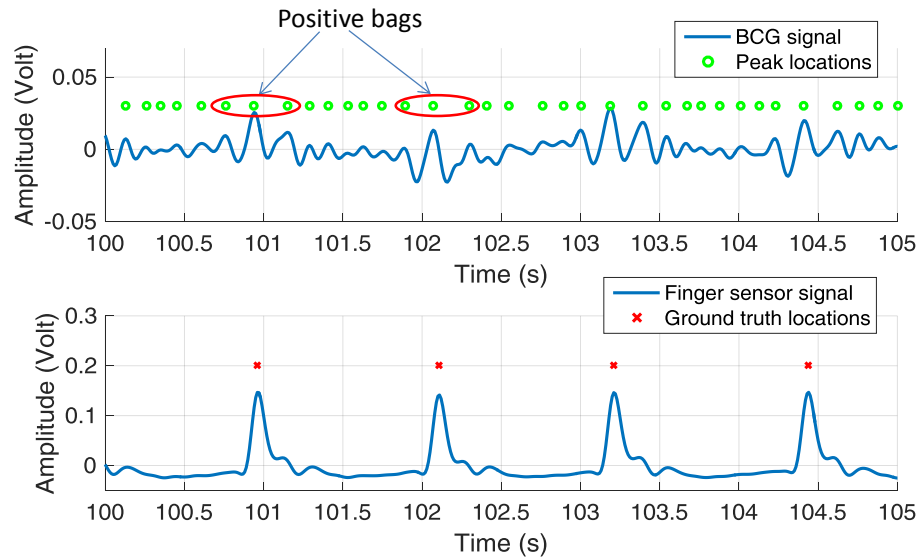 Positive bags
BCG signal
Peak locations
Amplitude (Volt)
0.05
0
-0.05
100 100.5 101 101.5 102 102.5 103 103.5 104 104.5 105
Time (s)
Finger sensor signal
Ground truth locations
Amplitude (Volt)
0.3
0.2
0.1
0
100 100.5 101 101.5 102 102.5 103 103.5 104 104.5 105
Time (s)